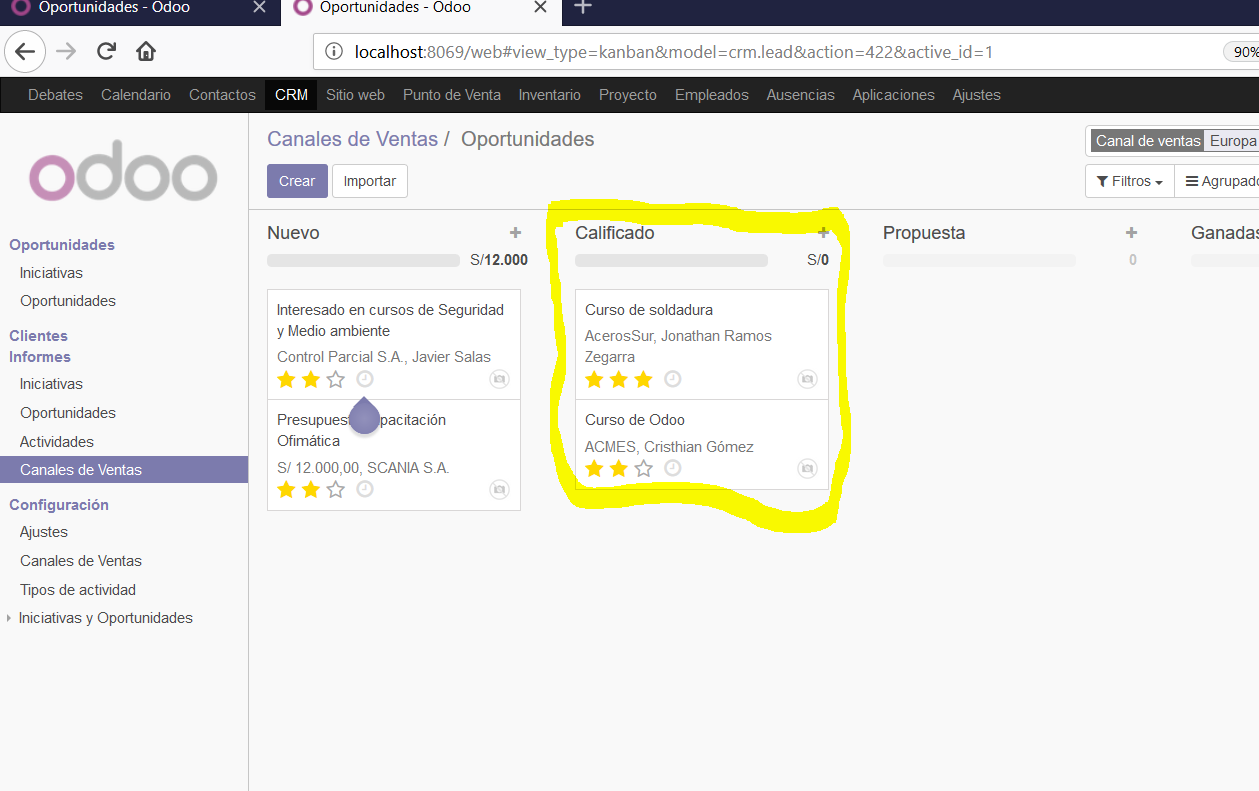 Oportunidades - Odoo
Oportunidades - Odoo
localhost:8069/web#view_type=kanban&model=crm.lead&action=422&active_id=1
90%
Debates Calendario Contactos CRM Sitio web Punto de Venta Inventario Proyecto Empleados Ausencias Aplicaciones Ajustes
odoo
Oportunidades
Iniciativas
Oportunidades
Clientes
Informes
Iniciativas
Oportunidades
Actividades
Canales de Ventas
Configuración
Ajustes
Canales de Ventas
Tipos de actividad
Iniciativas y Oportunidades
Canales de Ventas / Oportunidades
Canal de ventas Europa
Crear Importar
Filtros
Nuevo
S/12.000
Interesado en cursos de Seguridad
y Medio ambiente
Control Parcial S.A., Javier Salas
Ofimática
S/ 12.000,00, SCANIA S.A.
Calificado
S/0
Curso de soldadura
AcerosSur, Jonathan Ramos
Zegarra
Curso de Odoo
ACMES, Cristhian Gómez
Propuesta
0
Ganadas